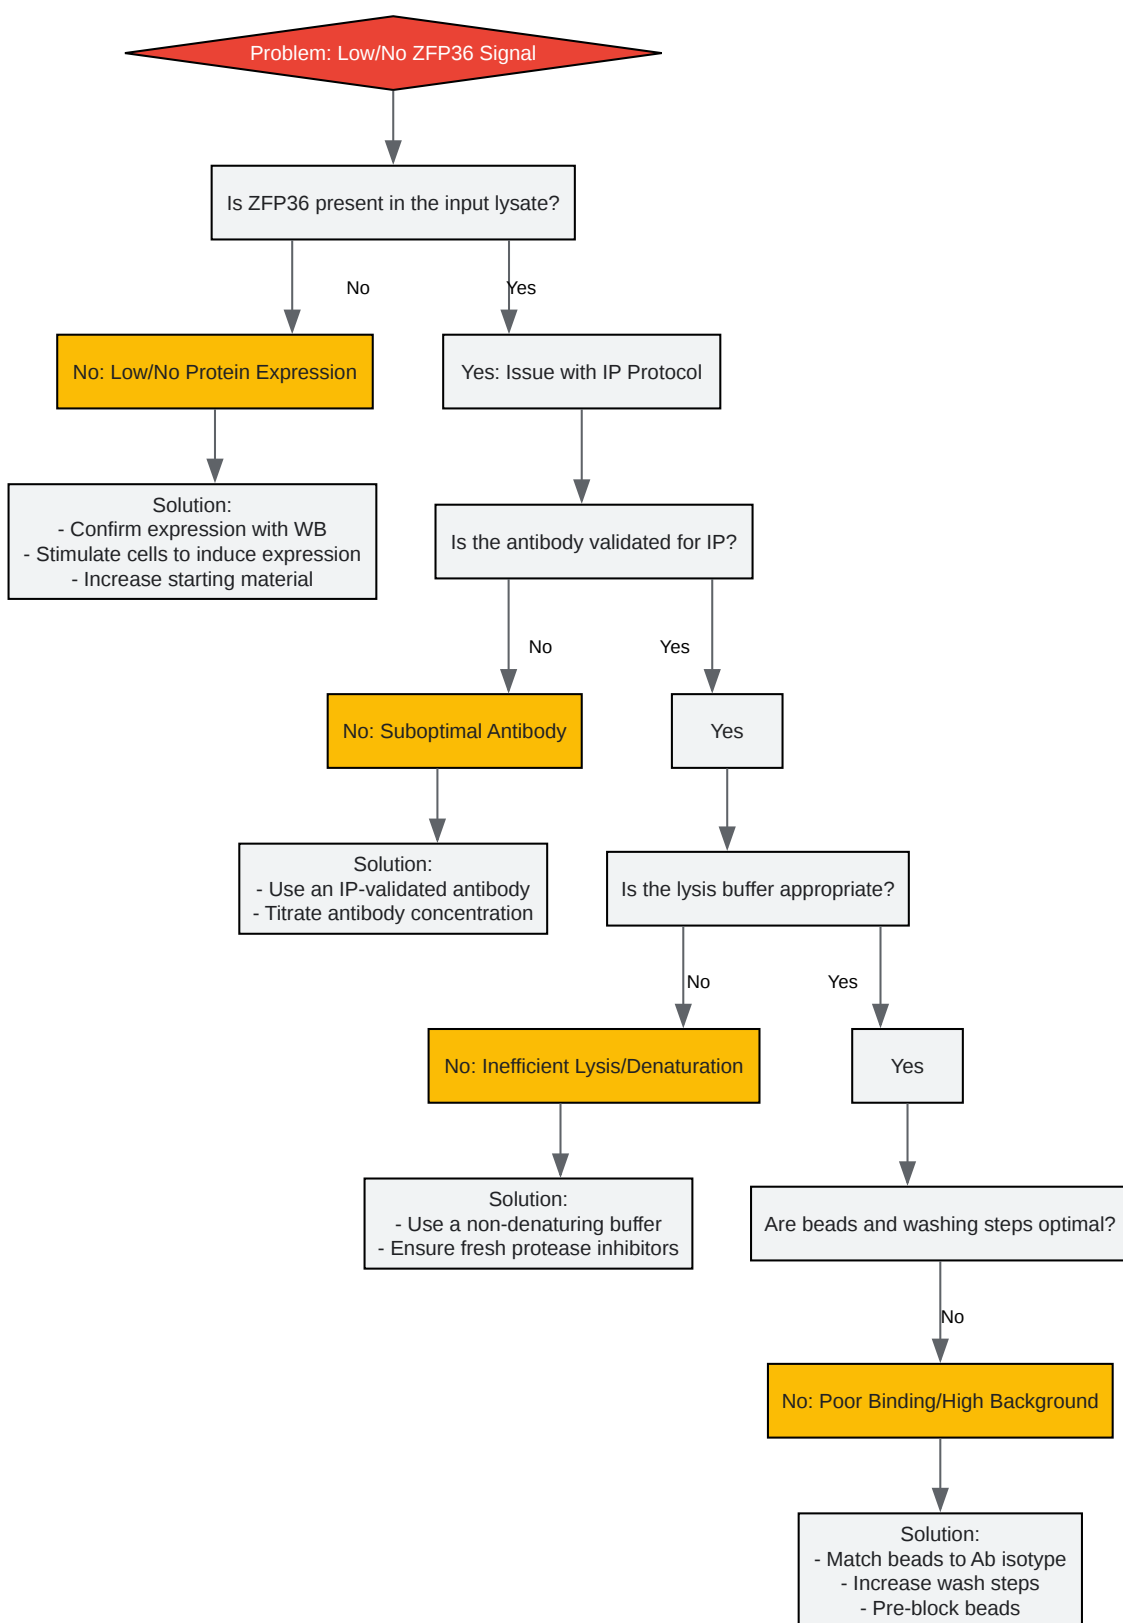 Problem: Low/No ZFP36 Signal
Is ZFP36 present in the input lysate?
No
Yes
No: Low/No Protein Expression
Yes: Issue with IP Protocol
Solution:
- Confirm expression with WB
- Stimulate cells to induce expression
- Increase starting material
Is the antibody validated for IP?
No
Yes
No: Suboptimal Antibody
Yes
Solution:
- Use an IP-validated antibody
- Titrate antibody concentration
Is the lysis buffer appropriate?
No
Yes
No: Inefficient Lysis/Denaturation
Yes
Solution:
- Use a non-denaturing buffer
- Ensure fresh protease inhibitors
Are beads and washing steps optimal?
No
No: Poor Binding/High Background
Solution:
- Match beads to Ab isotype
- Increase wash steps
- Pre-block beads